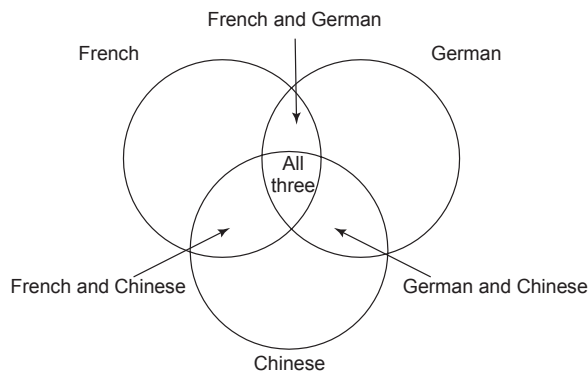 French and German
French
German
All
three
French and Chinese
German and Chinese
Chinese